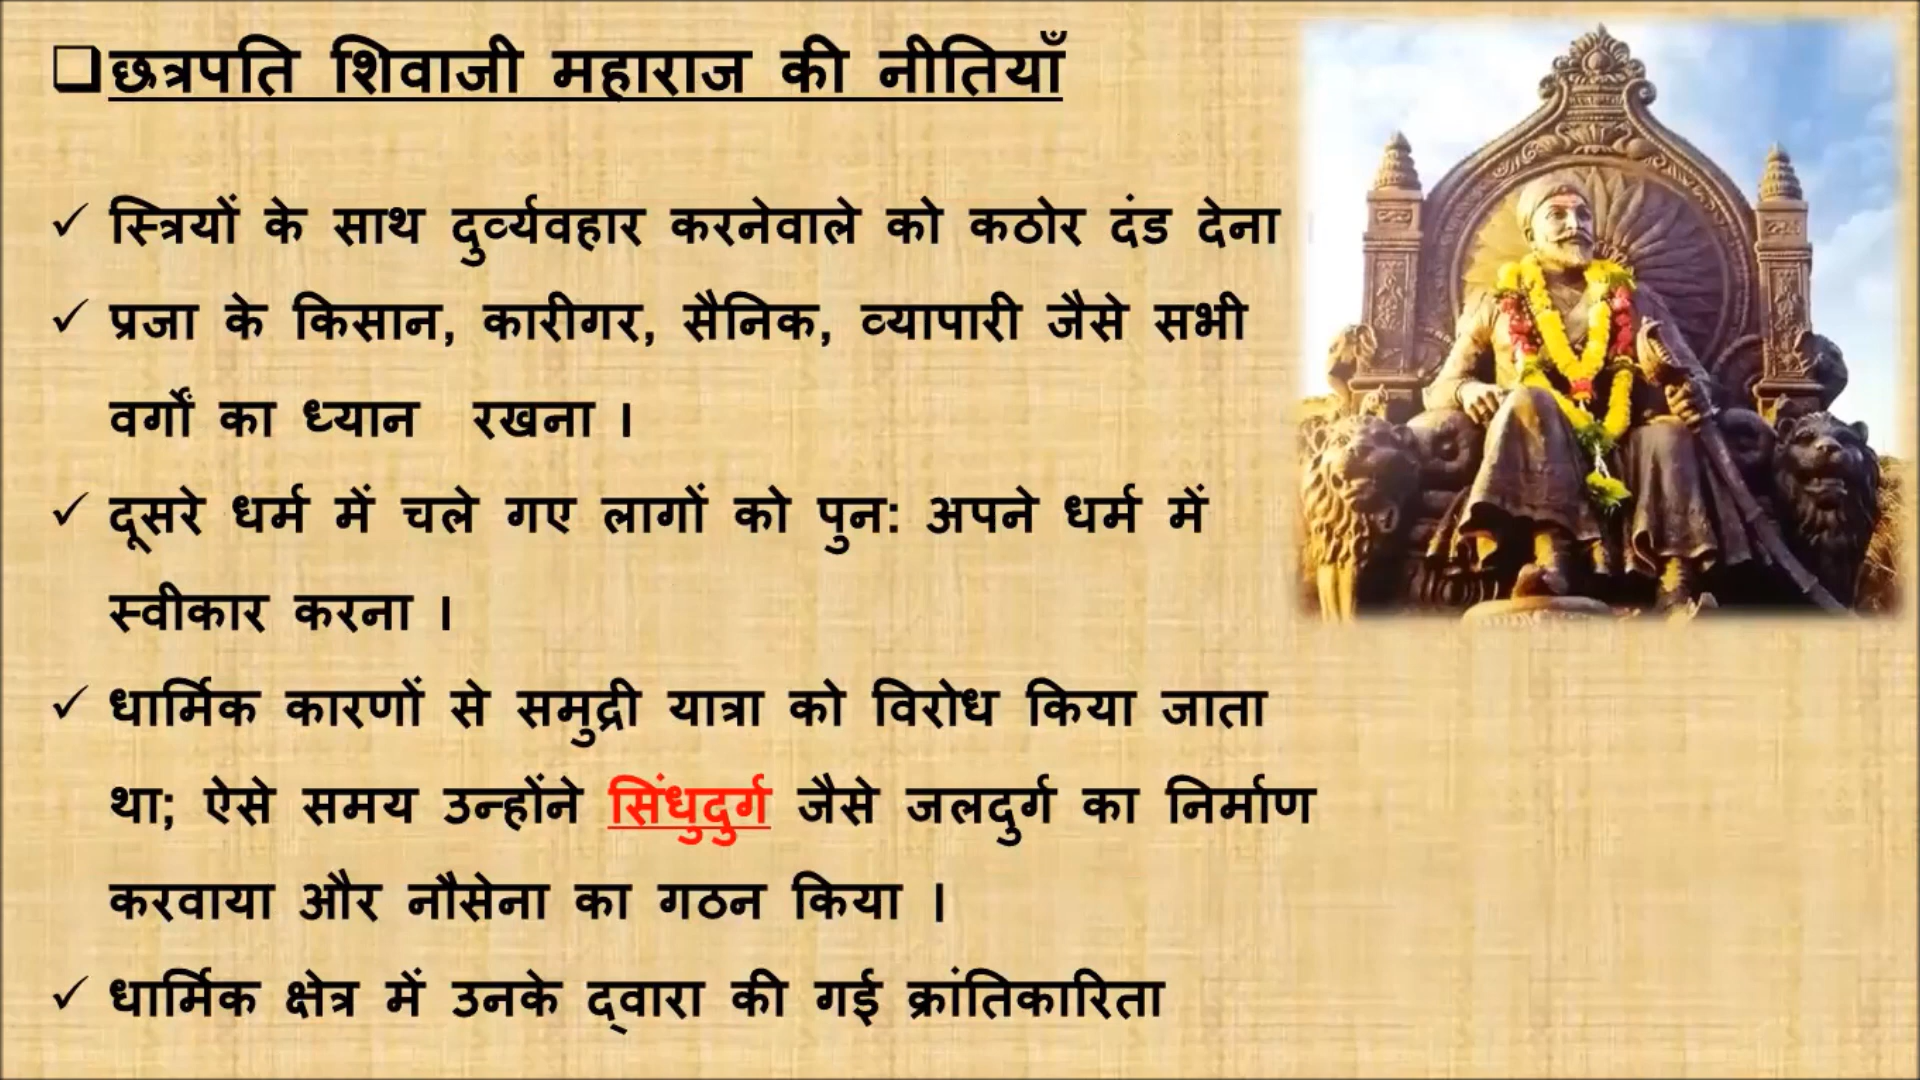 छत्रपति शिवाजी महाराज की नीतियाँ
स्त्रियों के साथ दुर्व्यवहार करनेवाले को कठोर दंड देना
प्रजा के किसान, कारीगर, सैनिक, व्यापारी जैसे सभी
वर्गों का ध्यान रखना ।
दूसरे धर्म में चले गए लागों को पुन: अपने धर्म में
स्वीकार करना ।
धार्मिक कारणों से समुद्री यात्रा को विरोध किया जाता
था; ऐसे समय उन्होंने सिंधुदुर्ग जैसे जलदुर्ग का निर्माण
करवाया और नौसेना का गठन किया ।
धार्मिक क्षेत्र में उनके द्वारा की गई क्रांतिकारिता